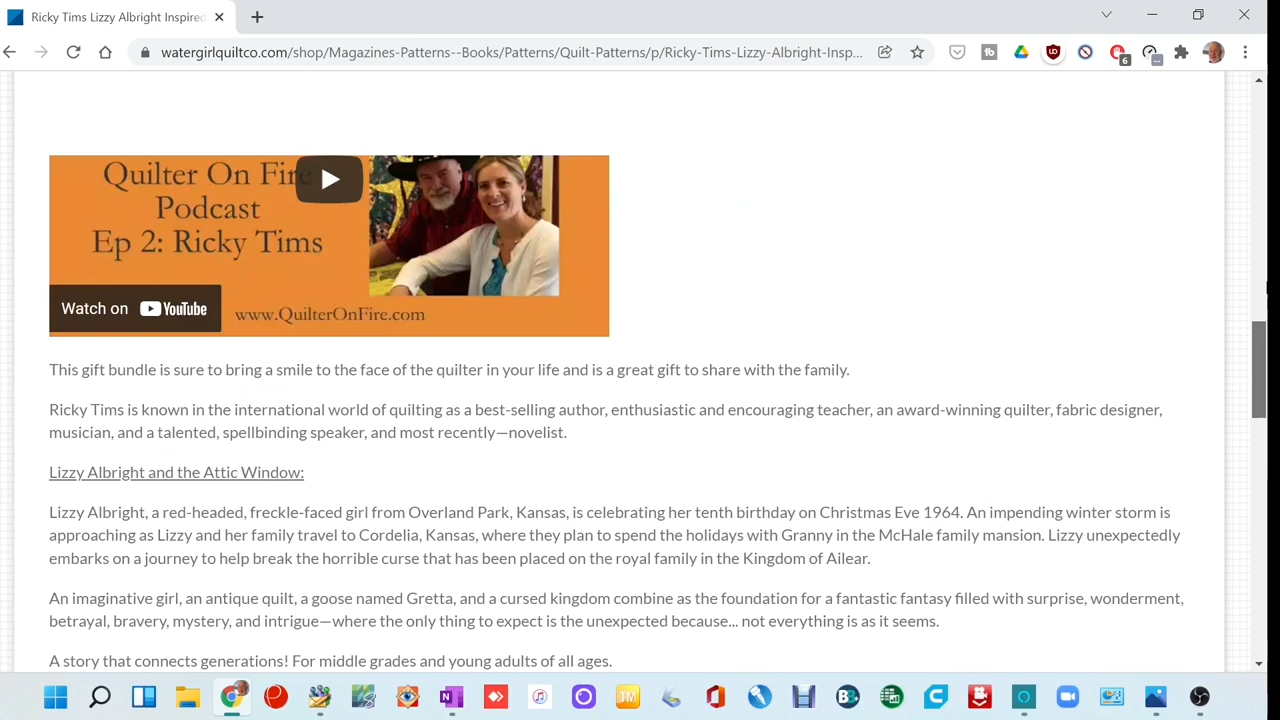 Ricky Tims Lizzy Albright Inspired
watergirlquiltco.com/shop/Magazines-Patterns--Books/Patterns/Quilt-Patterns/p/Ricky-Tims-Lizzy-Albright-Insp...
6
Quilter On Fire
Podcast
Ep 2: Ricky Tims
Watch on YouTube
www.QuilterOnFire.com
This gift bundle is sure to bring a smile to the face of the quilter in your life and is a great gift to share with the family.
Ricky Tims is known in the international world of quilting as a best-selling author, enthusiastic and encouraging teacher, an award-winning quilter, fabric designer,
musician, and a talented, spellbinding speaker, and most recently—novelist.
Lizzy Albright and the Attic Window:
Lizzy Albright, a red-headed, freckle-faced girl from Overland Park, Kansas, is celebrating her tenth birthday on Christmas Eve 1964. An impending winter storm is
approaching as Lizzy and her family travel to Cordelia, Kansas, where they plan to spend the holidays with Granny in the McHale family mansion. Lizzy unexpectedly
embarks on a journey to help break the horrible curse that has been placed on the royal family in the Kingdom of Ailear.
An imaginative girl, an antique quilt, a goose named Gretta, and a cursed kingdom combine as the foundation for a fantastic fantasy filled with surprise, wonderment,
betrayal, bravery, mystery, and intrigue—where the only thing to expect is the unexpected because... not everything is as it seems.
A story that connects generations! For middle grades and young adults of all ages.